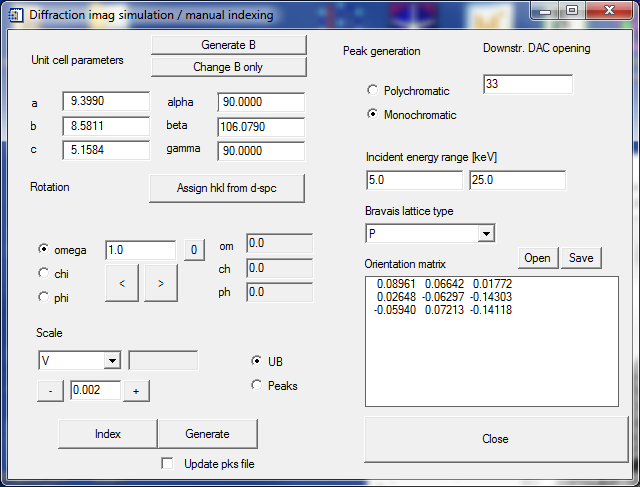 Diffraction imag simulation / manual indexing
Unit cell parameters
Generate B
Change B only
a 9.3990 alpha 90.0000
b 8.5811 beta 106.0790
c 5.1584 gamma 90.0000
Rotation
Assign hkl from d-spc
omega 1.0 0 om 0.0
chi < > ch 0.0
phi ph 0.0
Scale
V
- 0.002 +
UB
Peaks
Index Generate
Update pks file
Peak generation
Downstr. DAC opening
Polychromatic
33
Monochromatic
Incident energy range [keV]
5.0 25.0
Bravais lattice type
P
Orientation matrix Open Save
0.08961 0.06642 0.01772
0.02648 -0.06297 -0.14303
-0.05940 0.07213 -0.14118
Close